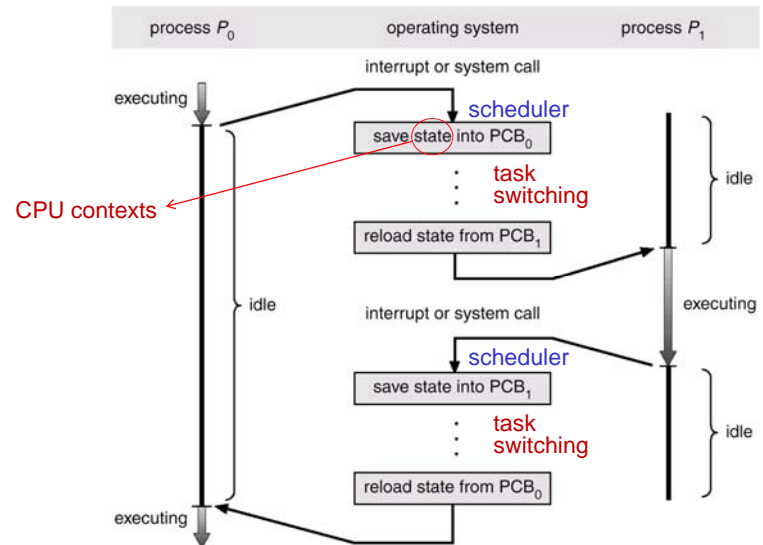 process P0 operating system process P1
interrupt or system call
executing
scheduler
save state into PCB0
CPU contexts
task
switching
idle
reload state from PCB1
idle
executing
interrupt or system call
scheduler
save state into PCB1
task
switching
idle
reload state from PCB0
executing